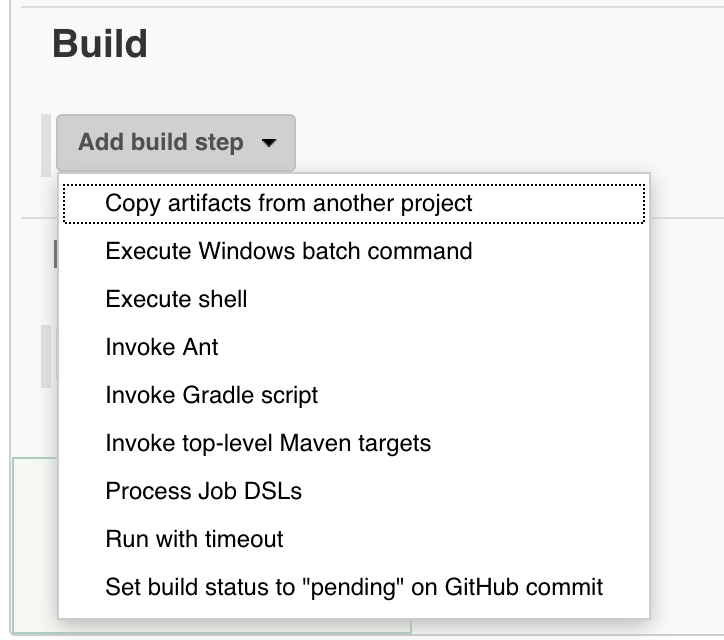 Build
Add build step
Copy artifacts from another project
Execute Windows batch command
Execute shell
Invoke Ant
Invoke Gradle script
Invoke top-level Maven targets
Process Job DSLs
Run with timeout
Set build status to "pending" on GitHub commit